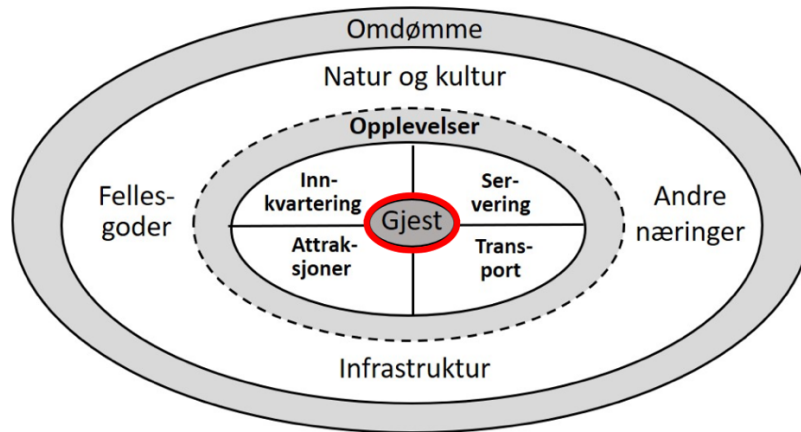 Omdømme
Natur og kultur
Opplevelser
Inn-
kvartering
Ser-
vering
Felles-
goder
Gjest
Andre
næringer
Attrak-
sjoner
Trans-
port
Infrastruktur